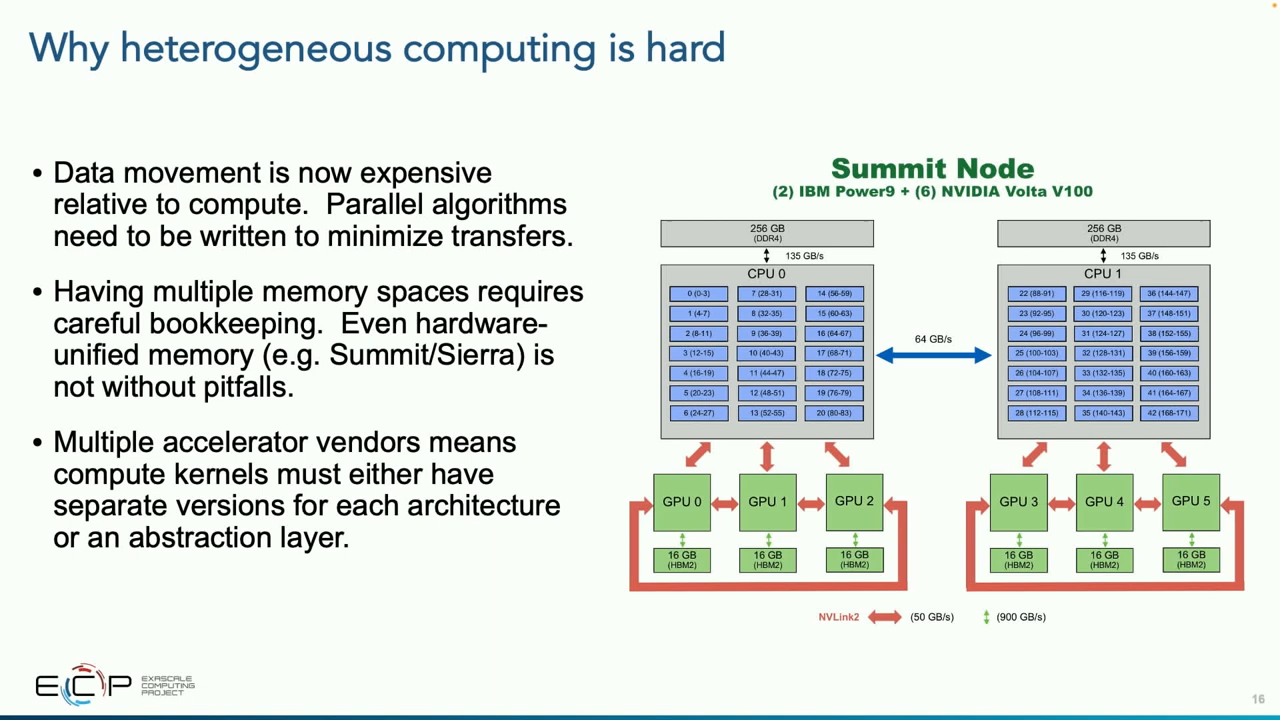 Why heterogeneous computing is hard
• Data movement is now expensive
relative to compute. Parallel algorithms
need to be written to minimize transfers.
• Having multiple memory spaces requires
careful bookkeeping. Even hardware-
unified memory (e.g. Summit/Sierra) is
not without pitfalls.
• Multiple accelerator vendors means
compute kernels must either have
separate versions for each architecture
or an abstraction layer.
Summit Node
(2) IBM Power9 + (6) NVIDIA Volta V100
256 GB
(DDR4)
135 GB/s
CPU 0
0 (0-3) 7 (28-31) 14 (56-59)
1 (4-7) 8 (32-35) 15 (60-63)
2 (8-11) 9 (36-39) 16 (64-67)
3 (12-15) 10 (40-43) 17 (68-71)
4 (16-19) 11 (44-47) 18 (72-75)
5 (20-23) 12 (48-51) 19 (76-79)
6 (24-27) 13 (52-55) 20 (80-83)
64 GB/s
256 GB
(DDR4)
135 GB/s
CPU 1
22 (88-91) 29 (116-119) 36 (144-147)
23 (92-95) 30 (120-123) 37 (148-151)
24 (96-99) 31 (124-127) 38 (152-155)
25 (100-103) 32 (128-131) 39 (156-159)
26 (104-107) 33 (132-135) 40 (160-163)
27 (108-111) 34 (136-139) 41 (164-167)
28 (112-115) 35 (140-143) 42 (168-171)
GPU 0 GPU 1 GPU 2
16 GB 16 GB 16 GB
(HBM2) (HBM2) (HBM2)
GPU 3 GPU 4 GPU 5
16 GB 16 GB 16 GB
(HBM2) (HBM2) (HBM2)
NVLink2 (50 GB/s) (900 GB/s)
ECP
EXASCALE
COMPUTING
PROJECT
16